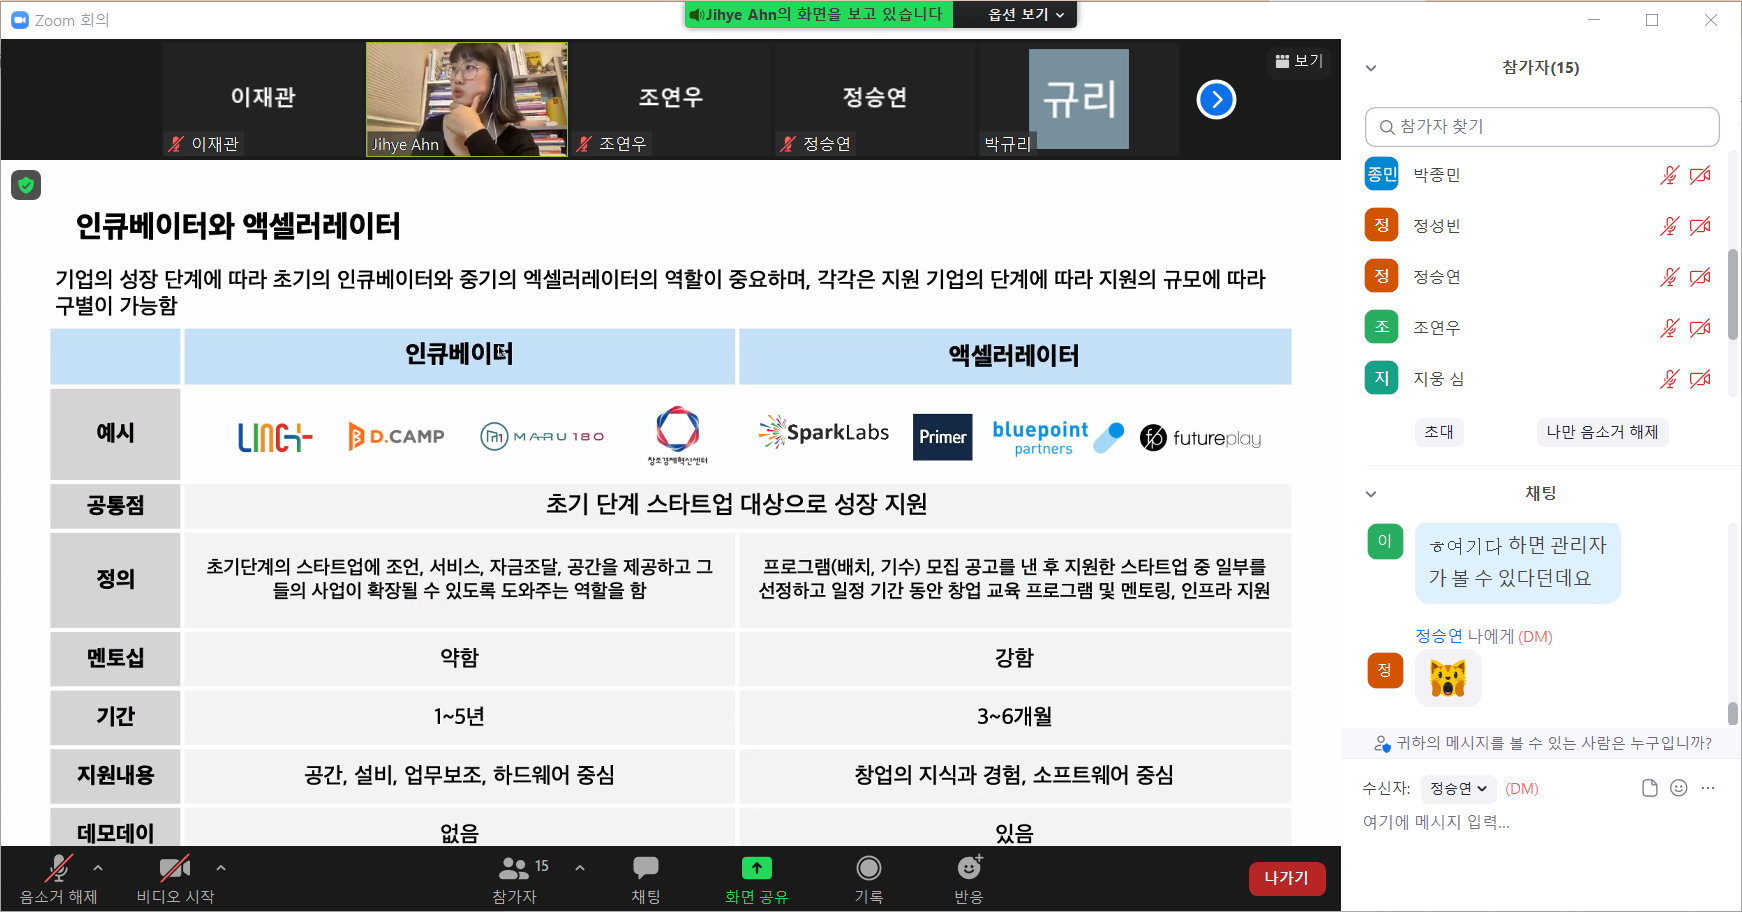 Zoom 회의
Jihye Ahn의 화면을 보고 있습니다
옵션 보기
이재관
이재관
Jihye Ahn
조연우
조연우
정승연
정승연
규리
박규리
보기
인큐베이터와 액셀러레이터
기업의 성장 단계에 따라 초기의 인큐베이터와 중기의 엑셀러레이터의 역할이 중요하며, 각각은 지원 기업의 단계에 따라 지원의 규모에 따라
구별이 가능함
인큐베이터
액셀러레이터
예시
LINC+
D.CAMP
MARU180
창조경제혁신센터
SparkLabs
Primer
bluepoint
partners
fp futureplay
공통점
초기 단계 스타트업 대상으로 성장 지원
정의
초기단계의 스타트업에 조언, 서비스, 자금조달, 공간을 제공하고 그
들의 사업이 확장될 수 있도록 도와주는 역할을 함
프로그램(배치, 기수) 모집 공고를 낸 후 지원한 스타트업 중 일부를
선정하고 일정 기간 동안 창업 교육 프로그램 및 멘토링, 인프라 지원
멘토십
약함
강함
기간
1~5년
3~6개월
지원내용
공간, 설비, 업무보조, 하드웨어 중심
창업의 지식과 경험, 소프트웨어 중심
데모데이
없음
있음
음소거 해제
비디오 시작
15
참가자
채팅
화면 공유
기록
반응
나가기
참가자(15)
참가자 찾기
종민 박종민
정 정성빈
정 정승연
조 조연우
지 지웅 심
초대
나만 음소거 해제
채팅
이
ㅎ여기다 하면 관리자
가 볼 수 있다던데요
정승연 나에게 (DM)
정
귀하의 메시지를 볼 수 있는 사람은 누구입니까?
수신자: 정승연 (DM)
여기에 메시지 입력...